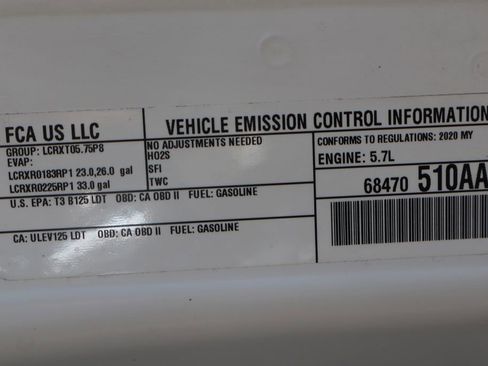 FCA US LLC
VEHICLE EMISSION CONTROL INFORMATION
GROUP: LCRXT05.75P8
EVAP:
LCRXR0183RP1 23.0,26.0 gal
LCRXR0225RP1 33.0 gal
NO ADJUSTMENTS NEEDED
HO2S
SFI
TWC
CONFORMS TO REGULATIONS: 2020 MY
ENGINE: 5.7L
68470 510AA
U.S. EPA: T3 B125 LDT OBD: CA OBD II FUEL: GASOLINE
CA: ULEV125 LDT OBD: CA OBD II FUEL: GASOLINE